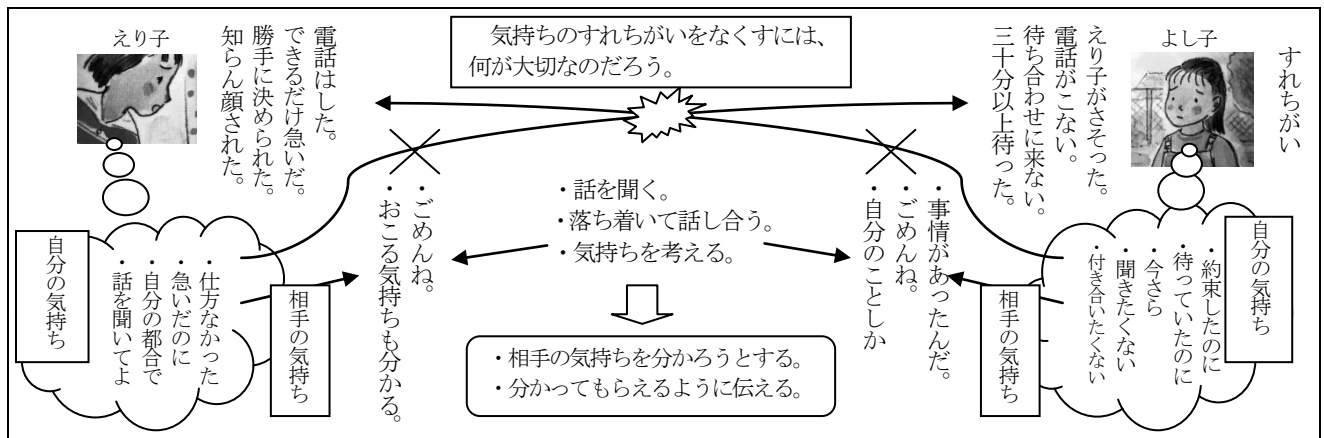 すれちがい
よし子
えり子がさそった。
電話がこない。
待ち合わせに来ない。
三十分以上待った。
自分の気持ち
・約束したのに
・待っていたのに
・今さら
聞きたくない
・付き合いたくない
相手の気持ち
・事情があったんだ。
・ごめんね。
・自分のことしか
気持ちのすれちがいをなくすには、
何が大切なのだろう。
・話を聞く。
・落ち着いて話し合う。
・気持ちを考える。
・相手の気持ちを分かろうとする。
・分かってもらえるように伝える。
・ごめんね。
・おこる気持ちも分かる。
えり子
電話はした。
できるだけ急いだ。
勝手に決められた。
知らん顔された。
相手の気持ち
・仕方なかった
急いだのに
・自分の都合で
・話を聞いてよ
自分の気持ち